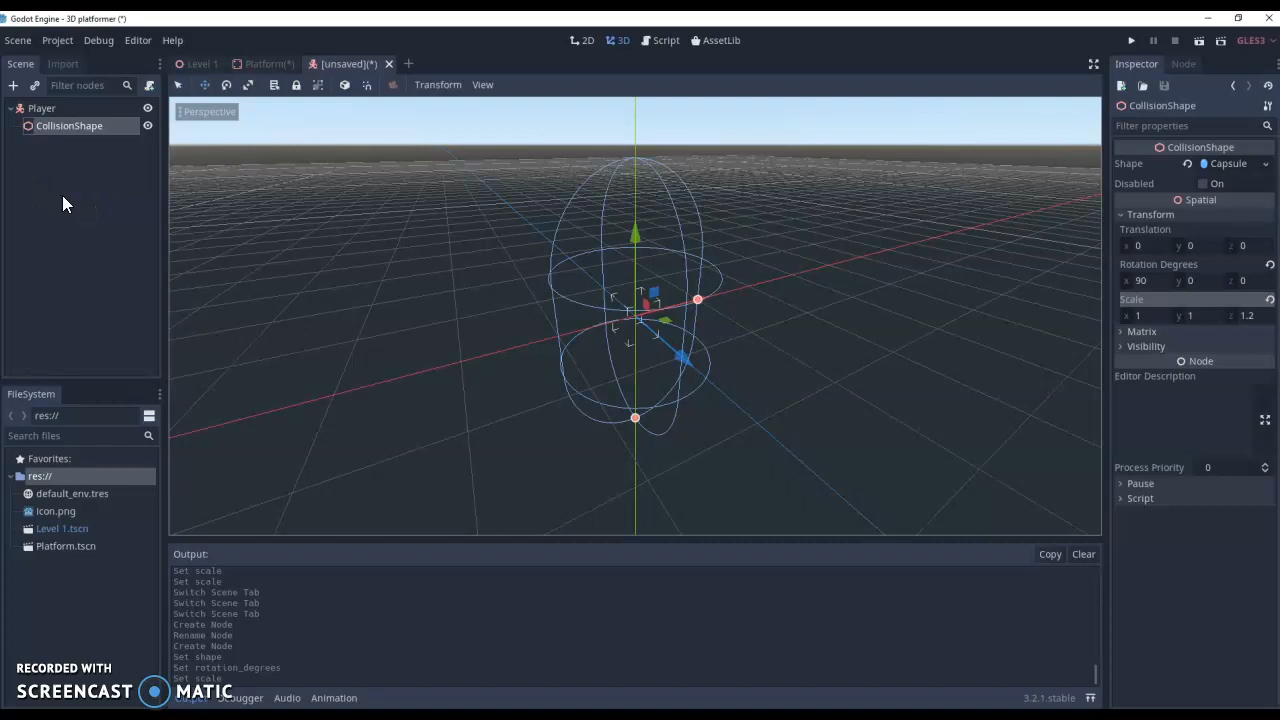 Godot Engine - 3D platformer (*)
Scene Project Debug Editor Help
2D 3D Script AssetLib
GLES3
Scene Import
Level 1 Platform(*) [unsaved](*)
Inspector Node
Filter nodes
Transform View
Player
CollisionShape
Perspective
CollisionShape
Filter properties
CollisionShape
Shape Capsule
Disabled On
Spatial
Transform
Translation
x 0 y 0 z 0
Rotation Degrees
x 90 y 0 z 0
Scale
x 1 y 1 z 1.2
Matrix
Visibility
Node
Editor Description
Process Priority 0
Pause
Script
FileSystem
res://
Search files
Favorites:
res://
default_env.tres
icon.png
Level 1.tscn
Platform.tscn
Output:
Copy Clear
Set scale
Set scale
Switch Scene Tab
Switch Scene Tab
Switch Scene Tab
Create Node
Rename Node
Create Node
Set shape
Set rotation_degrees
Set scale
Output Debugger Audio Animation
3.2.1.stable
RECORDED WITH
SCREENCAST MATIC